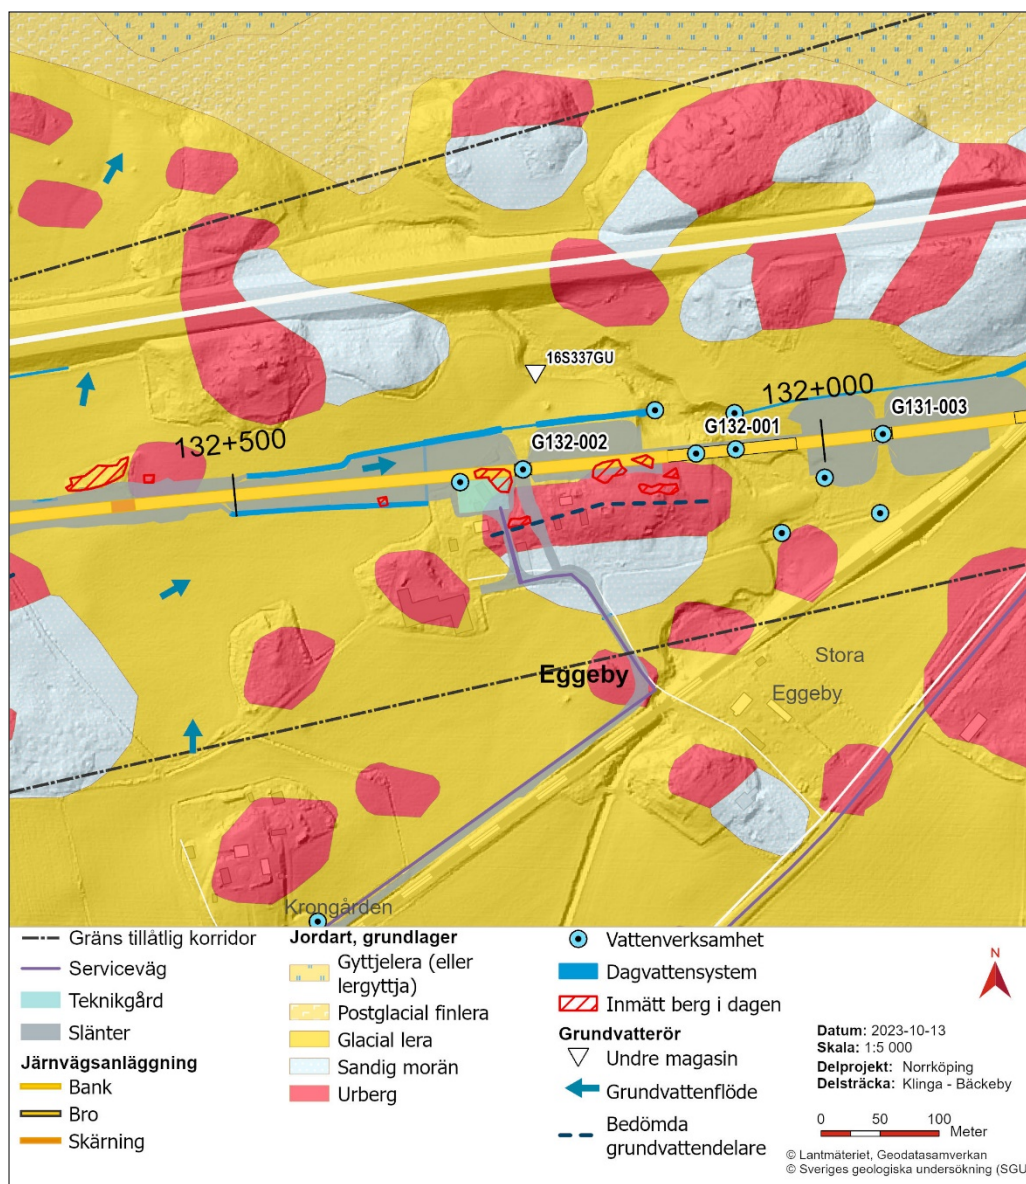 16S337GU
132+000
G131-003
G132-001
132+500
G132-002
Eggeby
Stora
Eggeby
Krongården
Gräns tillåtlig korridor
Serviceväg
Teknikgård
Slänter
Järnvägsanläggning
Bank
Bro
Skärning
Jordart, grundlager
Gyttjelera (eller
lergyttja)
Postglacial finlera
Glacial lera
Sandig morän
Urberg
Vattenverksamhet
Dagvattensystem
Inmätt berg i dagen
Grundvatterör
Undre magasin
Grundvattenflöde
Bedömda
grundvattendelare
N
Datum: 2023-10-13
Skala: 1:5 000
Delprojekt: Norrköping
Delsträcka: Klinga - Bäckeby
0 50 100
Meter
© Lantmäteriet, Geodatasamverkan
© Sveriges geologiska undersökning (SGU